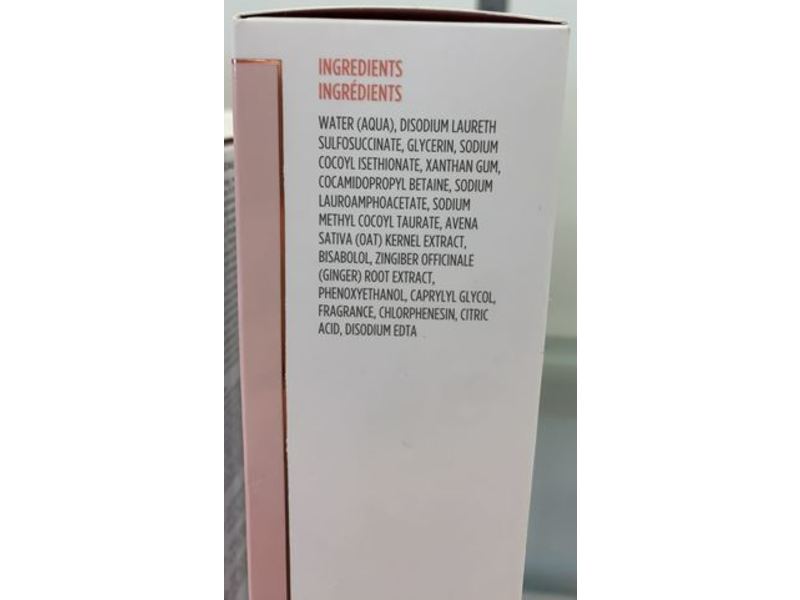 INGREDIENTS
INGRÉDIENTS
WATER (AQUA), DISODIUM LAURETH
SULFOSUCCINATE, GLYCERIN, SODIUM
COCOYL ISETHIONATE, XANTHAN GUM,
COCAMIDOPROPYL BETAINE, SODIUM
LAUROAMPHOACETATE, SODIUM
METHYL COCOYL TAURATE, AVENA
SATIVA (OAT) KERNEL EXTRACT,
BISABOLOL, ZINGIBER OFFICINALE
(GINGER) ROOT EXTRACT,
PHENOXYETHANOL, CAPRYLYL GLYCOL,
FRAGRANCE, CHLORPHENESIN, CITRIC
ACID, DISODIUM EDTA